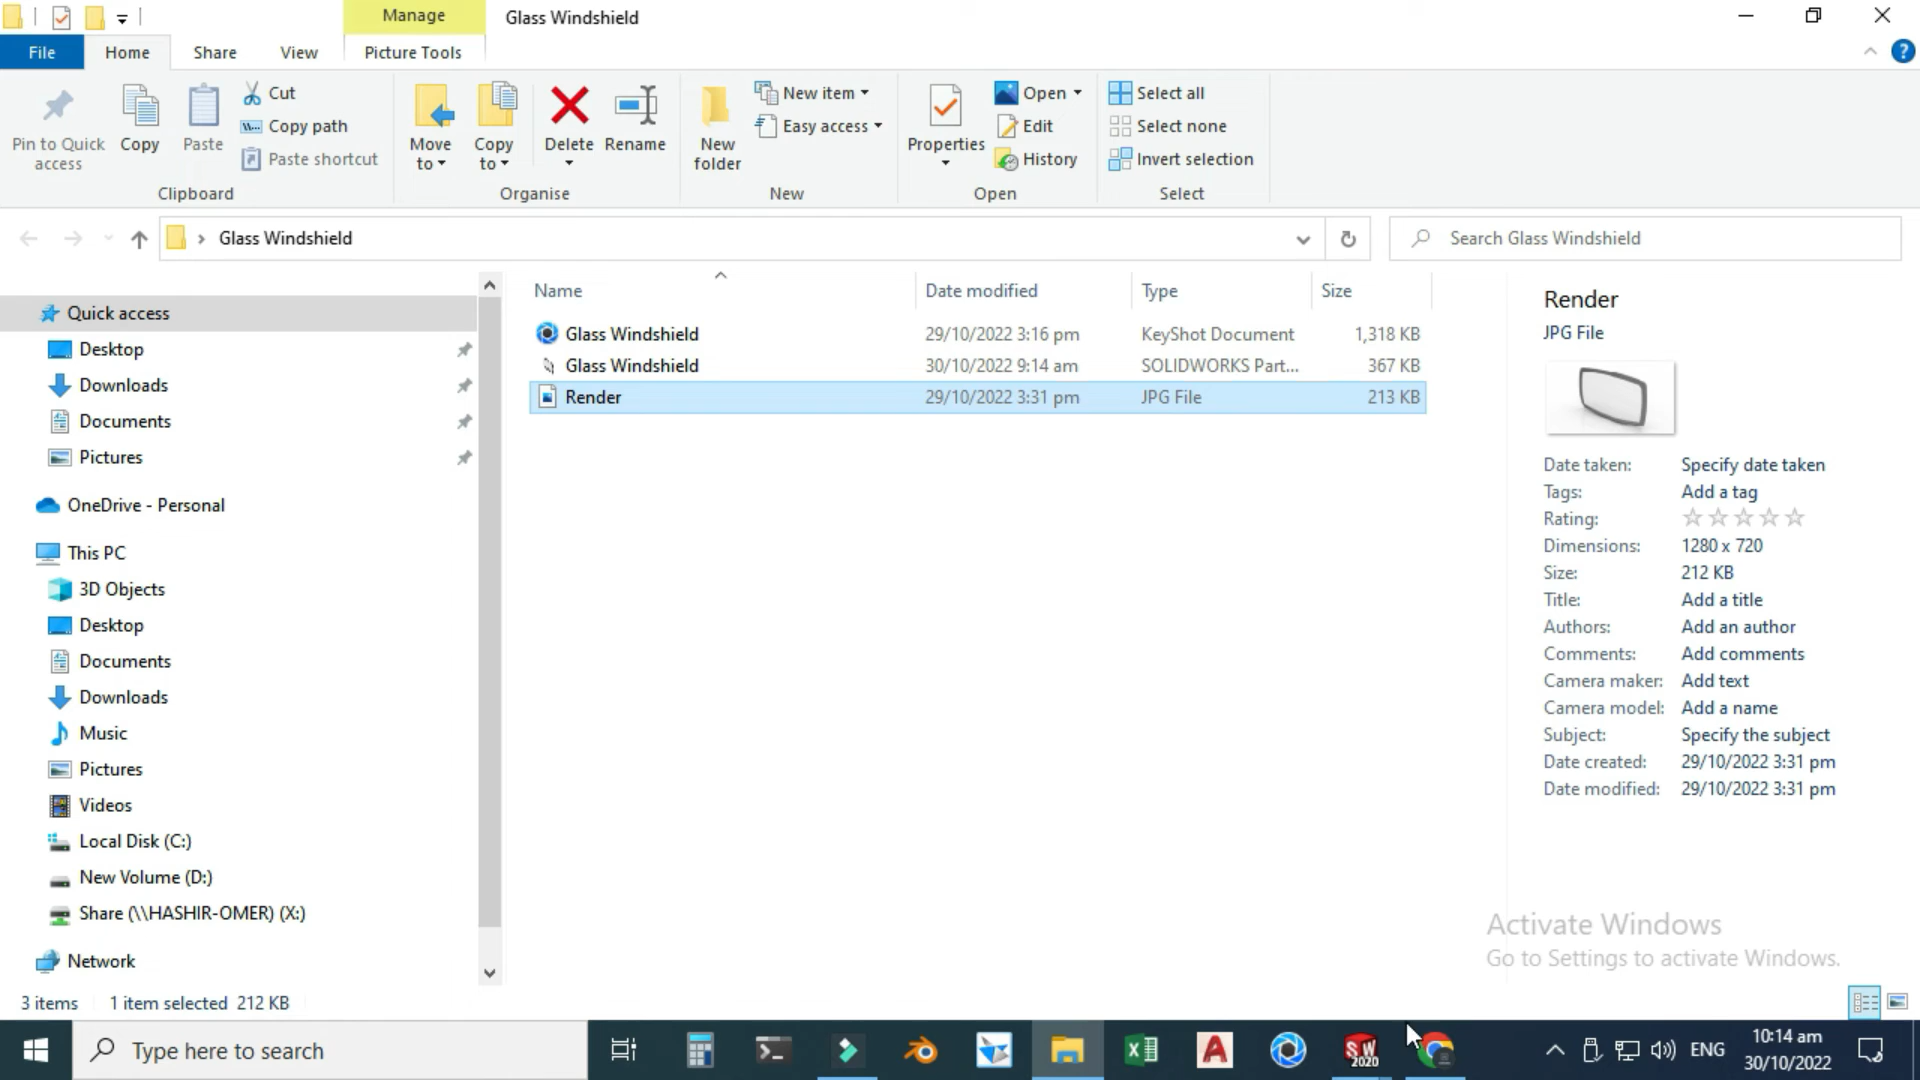 Manage
Glass Windshield
File
Home
Share
View
Picture Tools
Pin to Quick access
Copy
Paste
Cut
Copy path
Paste shortcut
Move to
Copy to
Delete
Rename
New folder
New item
Easy access
Properties
Open
Edit
History
Select all
Select none
Invert selection
Clipboard
Organise
New
Open
Select
Glass Windshield
Search Glass Windshield
Quick access
Desktop
Downloads
Documents
Pictures
OneDrive - Personal
This PC
3D Objects
Desktop
Documents
Downloads
Music
Pictures
Videos
Local Disk (C:)
New Volume (D:)
Share (\\HASHIR-OMER) (X:)
Network
Name Date modified Type Size
Glass Windshield 29/10/2022 3:16 pm KeyShot Document 1,318 KB
Glass Windshield 30/10/2022 9:14 am SOLIDWORKS Part... 367 KB
Render 29/10/2022 3:31 pm JPG File 213 KB
Render
JPG File
Date taken: Specify date taken
Tags: Add a tag
Rating:
Dimensions: 1280 x 720
Size: 212 KB
Title: Add a title
Authors: Add an author
Comments: Add comments
Camera maker: Add text
Camera model: Add a name
Subject: Specify the subject
Date created: 29/10/2022 3:31 pm
Date modified: 29/10/2022 3:31 pm
Activate Windows
Go to Settings to activate Windows.
3 items 1 item selected 212 KB
Type here to search
SW 2020
ENG
10:14 am
30/10/2022